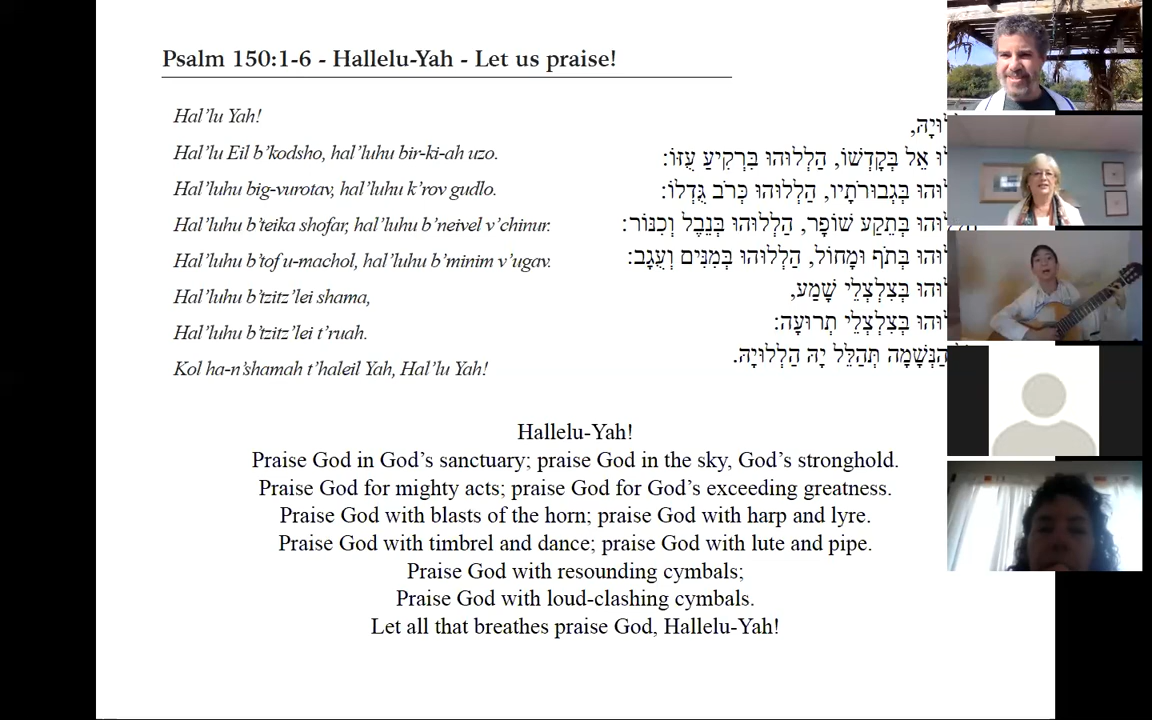 Psalm 150:1-6 - Hallelu-Yah - Let us praise!
Hal'lu Yah!
Hal'lu Eil b'kodsho, hal'luhu bir-ki-ah uzo.
Hal'luhu big-vurotav, hal'luhu k'rov gudlo.
Hal'luhu b'teika shofar, hal'luhu b'neivel v'chinur.
Hal'luhu b'tof u-machol, hal'luhu b'minim v'ugav.
Hal'luhu b'tzitz'lei shama,
Hal'luhu b'tzitz'lei t'ruah.
Kol ha-n'shamah t'haleil Yah, Hal'lu Yah!
אֵל בְּקָדְשׁוֹ, הַלְלוּהוּ בִּרְקִיעַ עֻזּוֹ:
בִּגְבוּרֹתָיו, הַלְלוּהוּ כְּרֹב גֻּדְלוֹ:
בְּתֵקַע שׁוֹפָר, הַלְלוּהוּ בְּנֵבֶל וְכִנּוֹר:
בְּתֹף וּמָחוֹל, הַלְלוּהוּ בְּמִנִּים וְעֻגָב:
בְּצִלְצְלֵי שָׁמַע,
בְּצִלְצְלֵי תְרוּעָה:
הַנְּשָׁמָה תְּהַלֵּל יָהּ הַלְלוּיָהּ.
Hallelu-Yah!
Praise God in God's sanctuary; praise God in the sky, God's stronghold.
Praise God for mighty acts; praise God for God's exceeding greatness.
Praise God with blasts of the horn; praise God with harp and lyre.
Praise God with timbrel and dance; praise God with lute and pipe.
Praise God with resounding cymbals;
Praise God with loud-clashing cymbals.
Let all that breathes praise God, Hallelu-Yah!